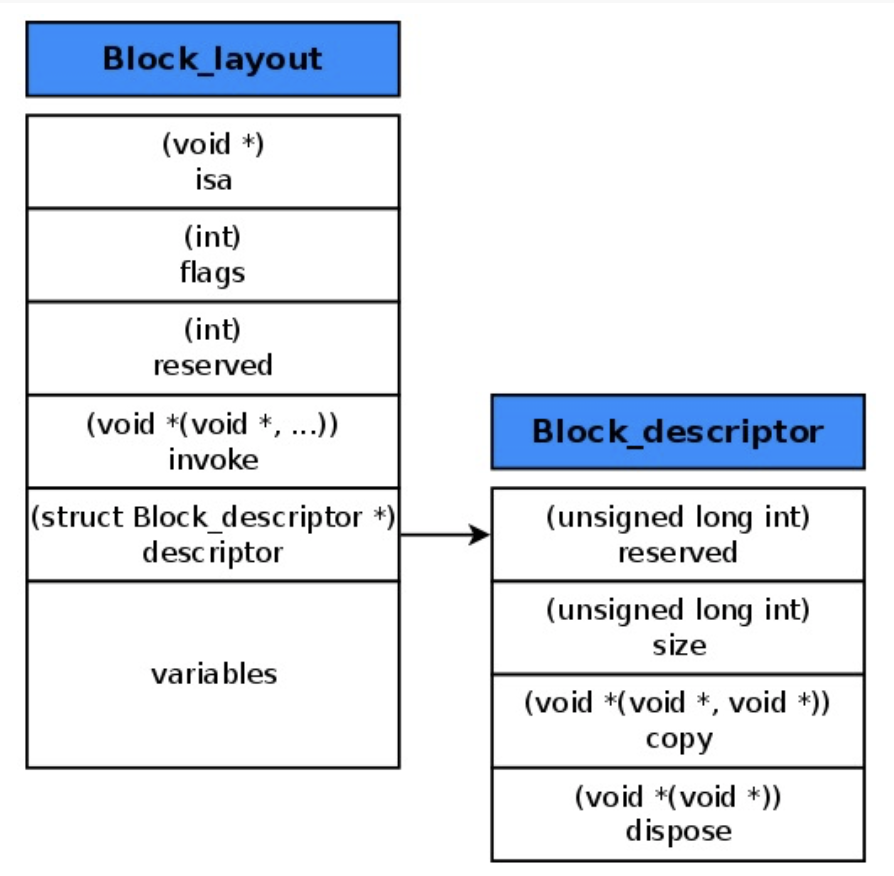 Block_layout
(void *)
isa
(int)
flags
(int)
reserved
(void *(void *, ...))
invoke
(struct Block_descriptor *)
descriptor
variables
Block_descriptor
(unsigned long int)
reserved
(unsigned long int)
size
(void *(void *, void *))
copy
(void *(void *))
dispose